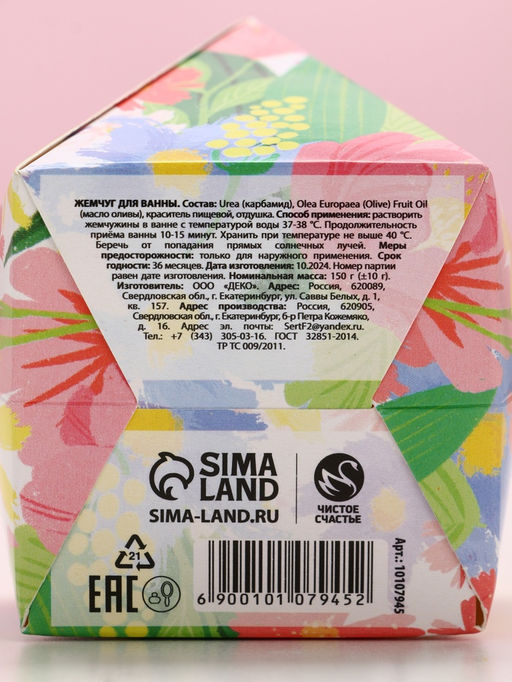 ЖЕМЧУГ ДЛЯ ВАННЫ. Состав: Urea (карбамид), Olea Europaea (Olive) Fruit Oil
(масло оливы), краситель пищевой, отдушка. Способ применения: растворить
жемчужины в ванне с температурой воды 37-38 °C. Продолжительность
приёма ванны 10-15 минут. Хранить при температуре не выше 40 °C.
Беречь от попадания прямых солнечных лучей. Меры
предосторожности: только для наружного применения. Срок
годности: 36 месяцев. Дата изготовления: 10.2024. Номер партии
равен дате изготовления. Номинальная масса: 150 г (±10 г).
Изготовитель: ООО «ДЕКО». Адрес: Россия, 620089,
Свердловская обл., г. Екатеринбург, ул. Саввы Белых, д. 1,
кв. 157. Адрес производства: Россия, 620905,
Свердловская обл., г. Екатеринбург, б-р Петра Кожемяко,
д. 16. Адрес эл. почты: SertF2@yandex.ru.
Тел.: +7 (343) 305-03-16. ГОСТ 32851-2014.
ТР ТС 009/2011.
SIMA
LAND
SIMA-LAND.RU
ЧИСТОЕ
СЧАСТЬЕ
21
EAC
6 900101 079452
Арт.: 10107945